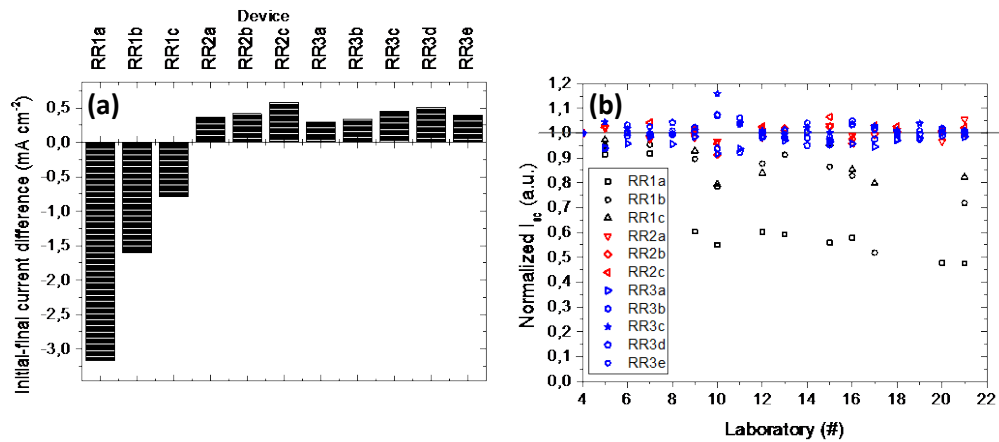 Device
RR1a RR1b RR1c RR2a RR2b RR2c RR3a RR3b RR3c RR3d RR3e
(a)
Initial-final current difference (mA cm-2)
0,5
0,0
-0,5
-1,0
-1,5
-2,0
-2,5
-3,0
(b)
Normalized ISC (a.u.)
1,2
1,1
1,0
0,9
0,8
0,7
0,6
0,5
0,4
0,3
0,2
0,1
0,0
RR1a
RR1b
RR1c
RR2a
RR2b
RR2c
RR3a
RR3b
RR3c
RR3d
RR3e
4 6 8 10 12 14 16 18 20 22
Laboratory (#)